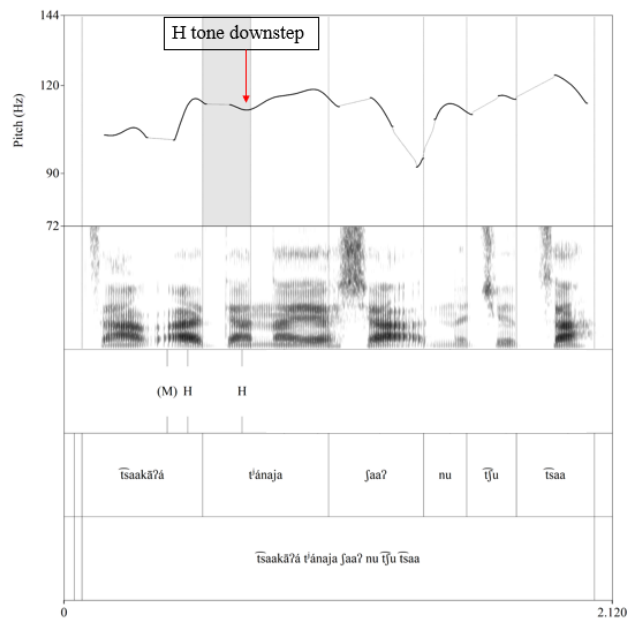 144
H tone downstep
120
Pitch (Hz)
90
72
(M) H H
t͡saakāʔá tʲánaja ʃaaʔ nu t͡ʃu t͡saa
t͡saakāʔá tʲánaja ʃaaʔ nu t͡ʃu t͡saa
0 2.120